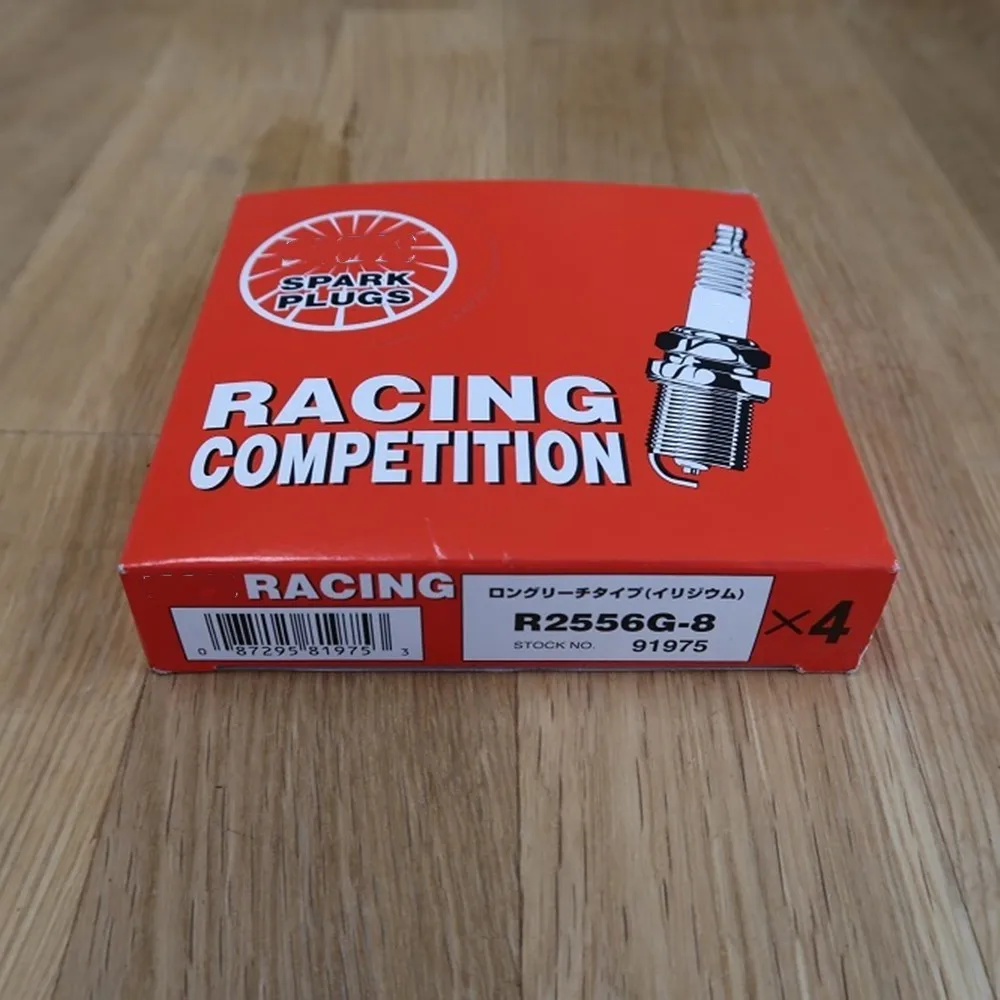 SPARK
PLUGS
RACING
COMPETITION
RACING
ロングリーチタイプ(イリジウム)
R2556G-8
STOCK NO. 91975
×4
0 87295 81975 3